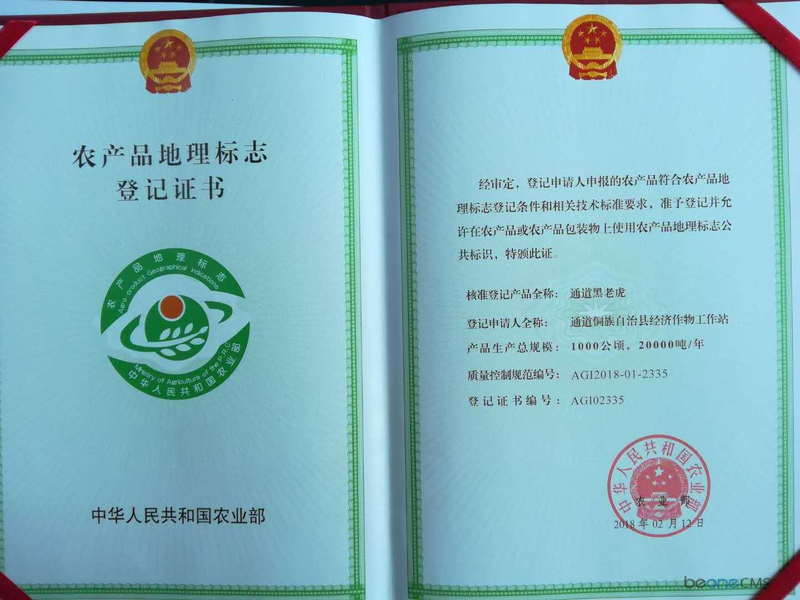 农产品地理标志
登记证书
农产品地理标志
Agro product Geographical Indications
Ministry of Agriculture of the P.R.C
中华人民共和国农业部
中华人民共和国农业部
经审定，登记申请人申报的农产品符合农产品地
理标志登记条件和相关技术标准要求，准予登记并允
许在农产品或农产品包装物上使用农产品地理标志公
共标识，特颁此证。
核准登记产品全称： 通道黑老虎
登记申请人全称： 通道侗族自治县经济作物工作站
产品生产总规模： 1000公顷，20000吨/年
质量控制规范编号： AGI2018-01-2335
登记证书编号： AGI02335
中华人民共和国农业部
农业部
2018年02月12日
beoneCMS